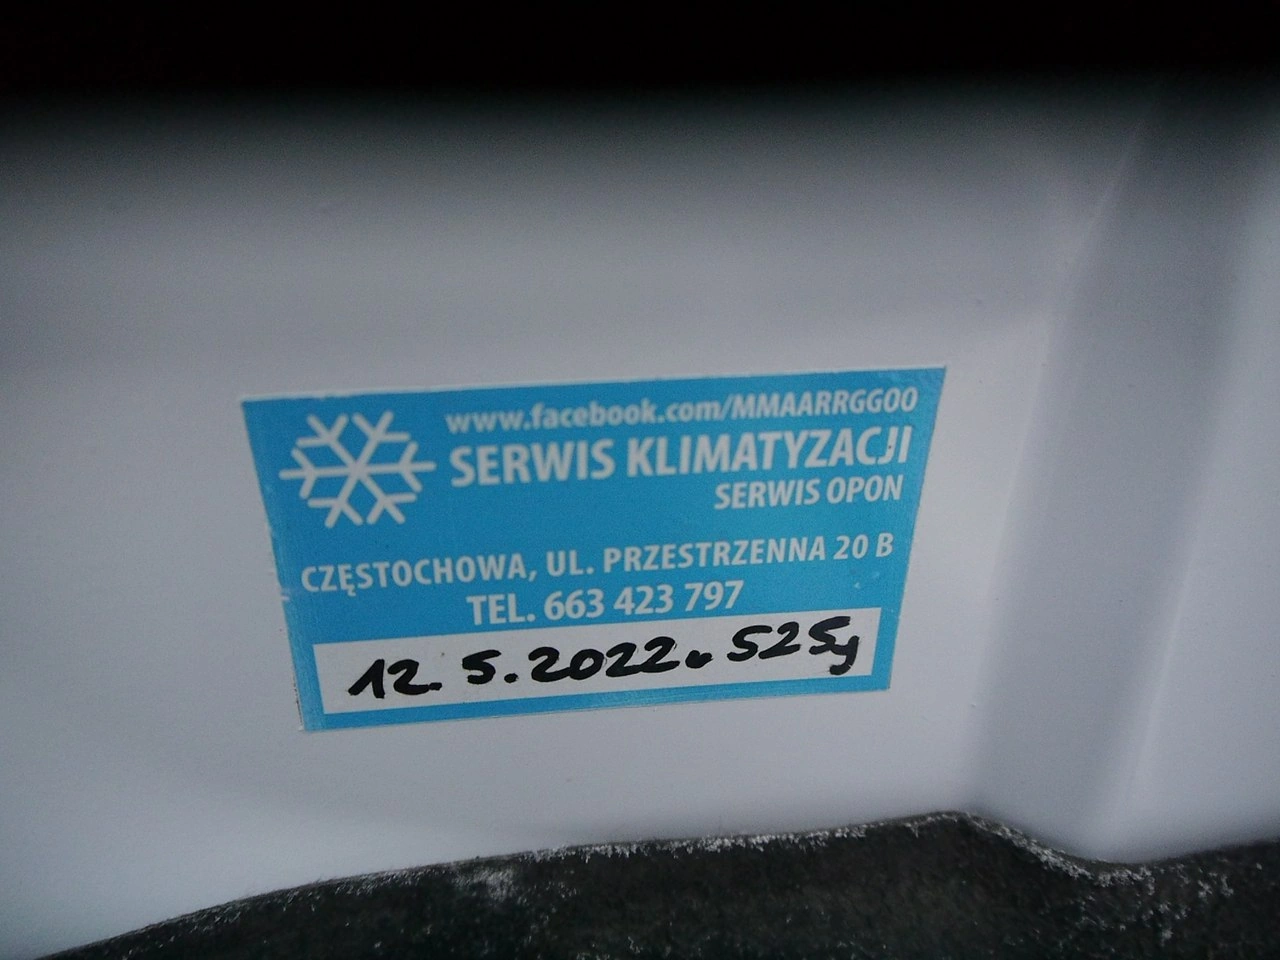 www.facebook.com/MMAARRGGOO
SERWIS KLIMATYZACJI
SERWIS OPON
CZĘSTOCHOWA, UL. PRZESTRZENNA 20 B
TEL. 663 423 797
12. 5. 2022. 525g